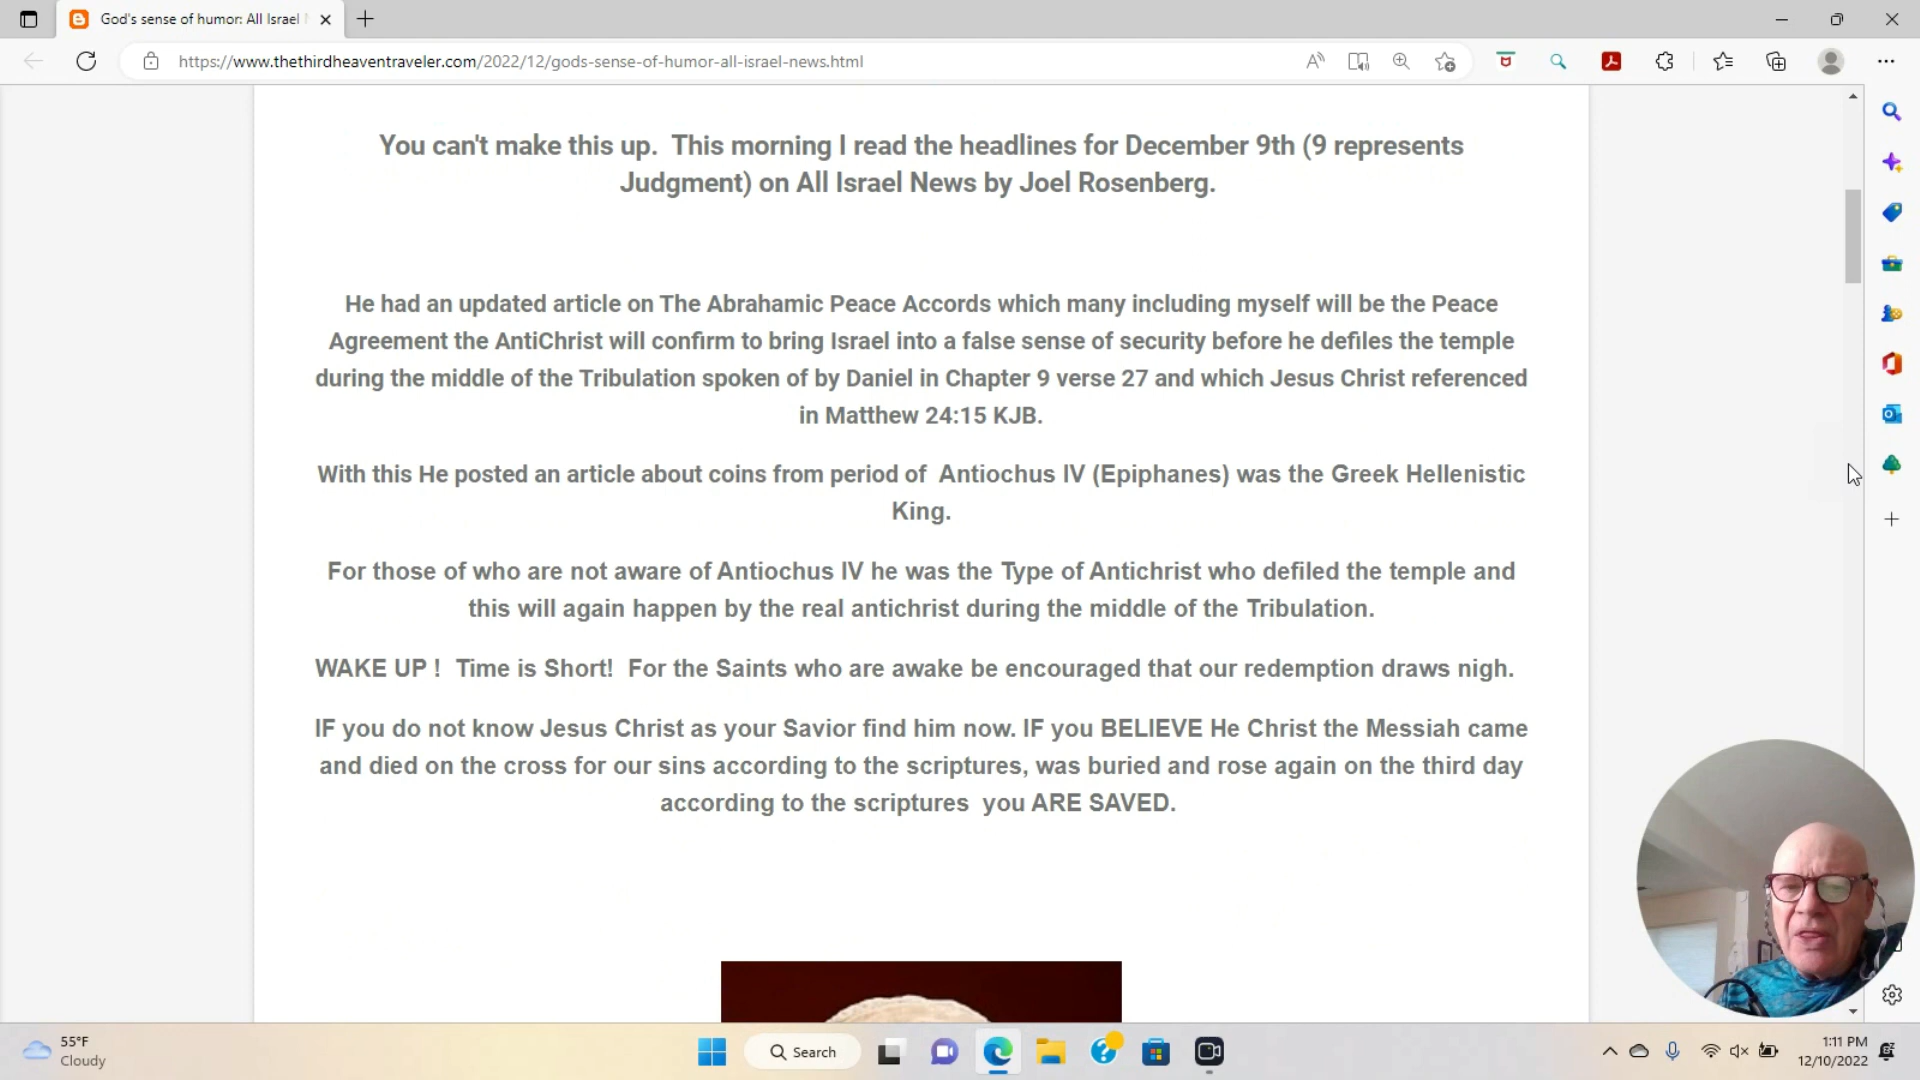 God's sense of humor: All Israel
https://www.thethirdheaventraveler.com/2022/12/gods-sense-of-humor-all-israel-news.html
You can't make this up. This morning I read the headlines for December 9th (9 represents
Judgment) on All Israel News by Joel Rosenberg.
He had an updated article on The Abrahamic Peace Accords which many including myself will be the Peace
Agreement the AntiChrist will confirm to bring Israel into a false sense of security before he defiles the temple
during the middle of the Tribulation spoken of by Daniel in Chapter 9 verse 27 and which Jesus Christ referenced
in Matthew 24:15 KJB.
With this He posted an article about coins from period of Antiochus IV (Epiphanes) was the Greek Hellenistic
King.
For those of who are not aware of Antiochus IV he was the Type of Antichrist who defiled the temple and
this will again happen by the real antichrist during the middle of the Tribulation.
WAKE UP ! Time is Short! For the Saints who are awake be encouraged that our redemption draws nigh.
IF you do not know Jesus Christ as your Savior find him now. IF you BELIEVE He Christ the Messiah came
and died on the cross for our sins according to the scriptures, was buried and rose again on the third day
according to the scriptures you ARE SAVED.
55°F
Cloudy
Search
1:11 PM
12/10/2022